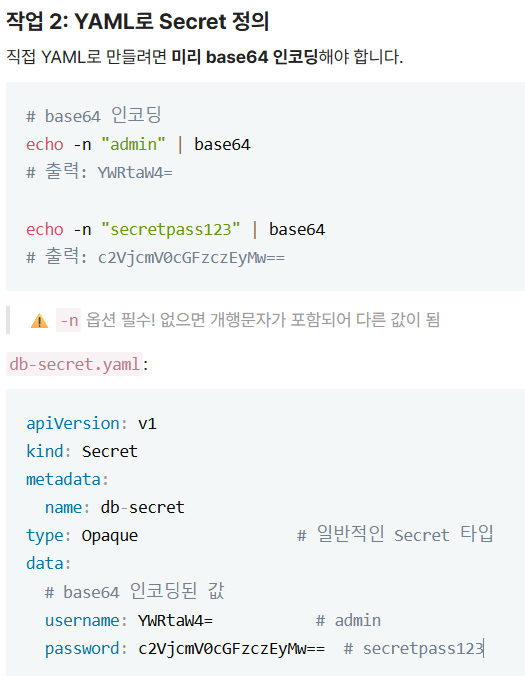 작업 2: YAML로 Secret 정의
직접 YAML로 만들려면 미리 base64 인코딩해야 합니다.
# base64 인코딩
echo -n "admin" | base64
# 출력: YWRtaW4=
echo -n "secretpass123" | base64
# 출력: c2VjcmV0cGFzczEyMw==
⚠️ -n 옵션 필수! 없으면 개행문자가 포함되어 다른 값이 됨
db-secret.yaml:
apiVersion: v1
kind: Secret
metadata:
  name: db-secret
type: Opaque                 # 일반적인 Secret 타입
data:
  # base64 인코딩된 값
  username: YWRtaW4=           # admin
  password: c2VjcmV0cGFzczEyMw==  # secretpass123